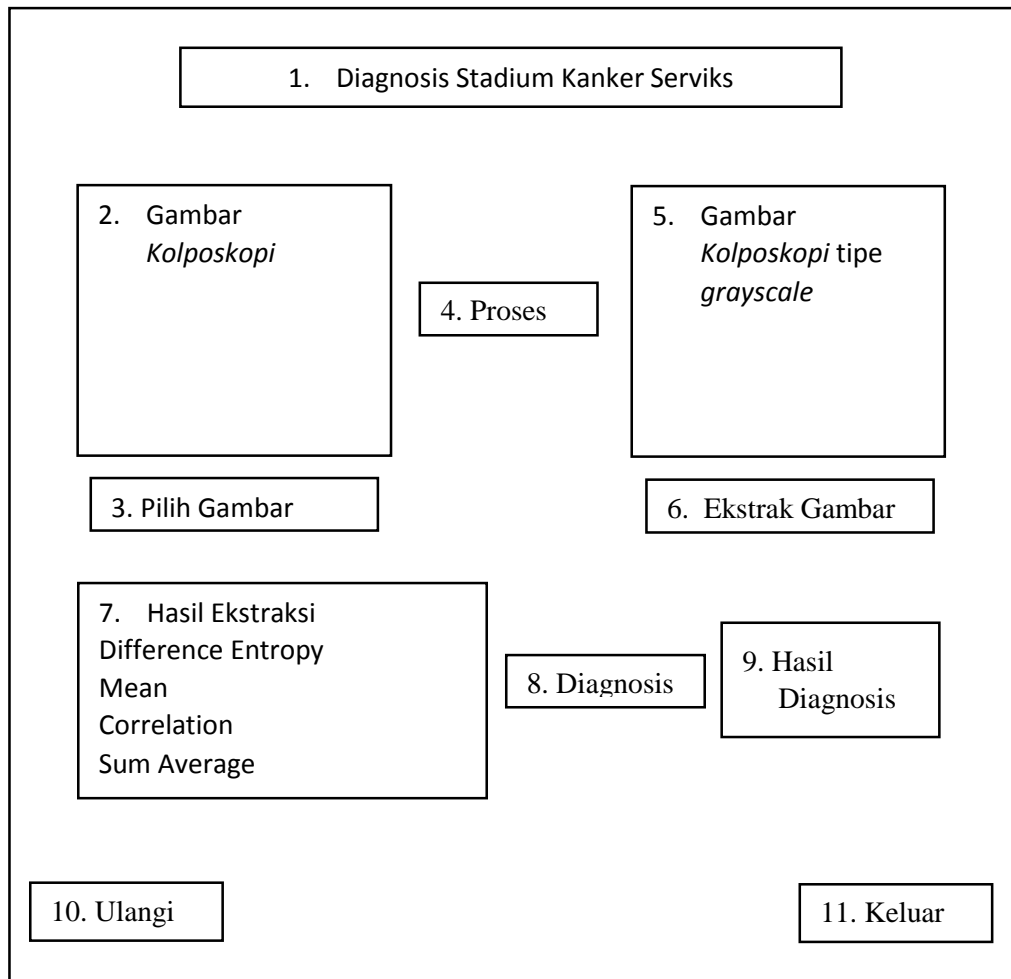 1. Diagnosis Stadium Kanker Serviks
2. Gambar
Kolposkopi
3. Pilih Gambar
4. Proses
5. Gambar
Kolposkopi tipe
grayscale
6. Ekstrak Gambar
7. Hasil Ekstraksi
Difference Entropy
Mean
Correlation
Sum Average
8. Diagnosis
9. Hasil
Diagnosis
10. Ulangi
11. Keluar